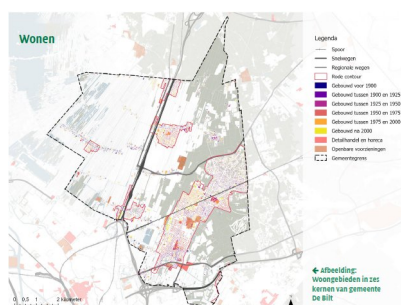 Wonen
Legenda
Spoor
Snelwegen
Regionale wegen
Rode contour
Gebouwd voor 1900
Gebouwd tussen 1900 en 1925
Gebouwd tussen 1925 en 1950
Gebouwd tussen 1950 en 1975
Gebouwd tussen 1975 en 2000
Gebouwd na 2000
Detailhandel en horeca
Openbare voorzieningen
Gemeentegrens
← Afbeelding:
Woongebieden in zes
kernen van gemeente
De Bilt
0 0,5 1 2 kilometer